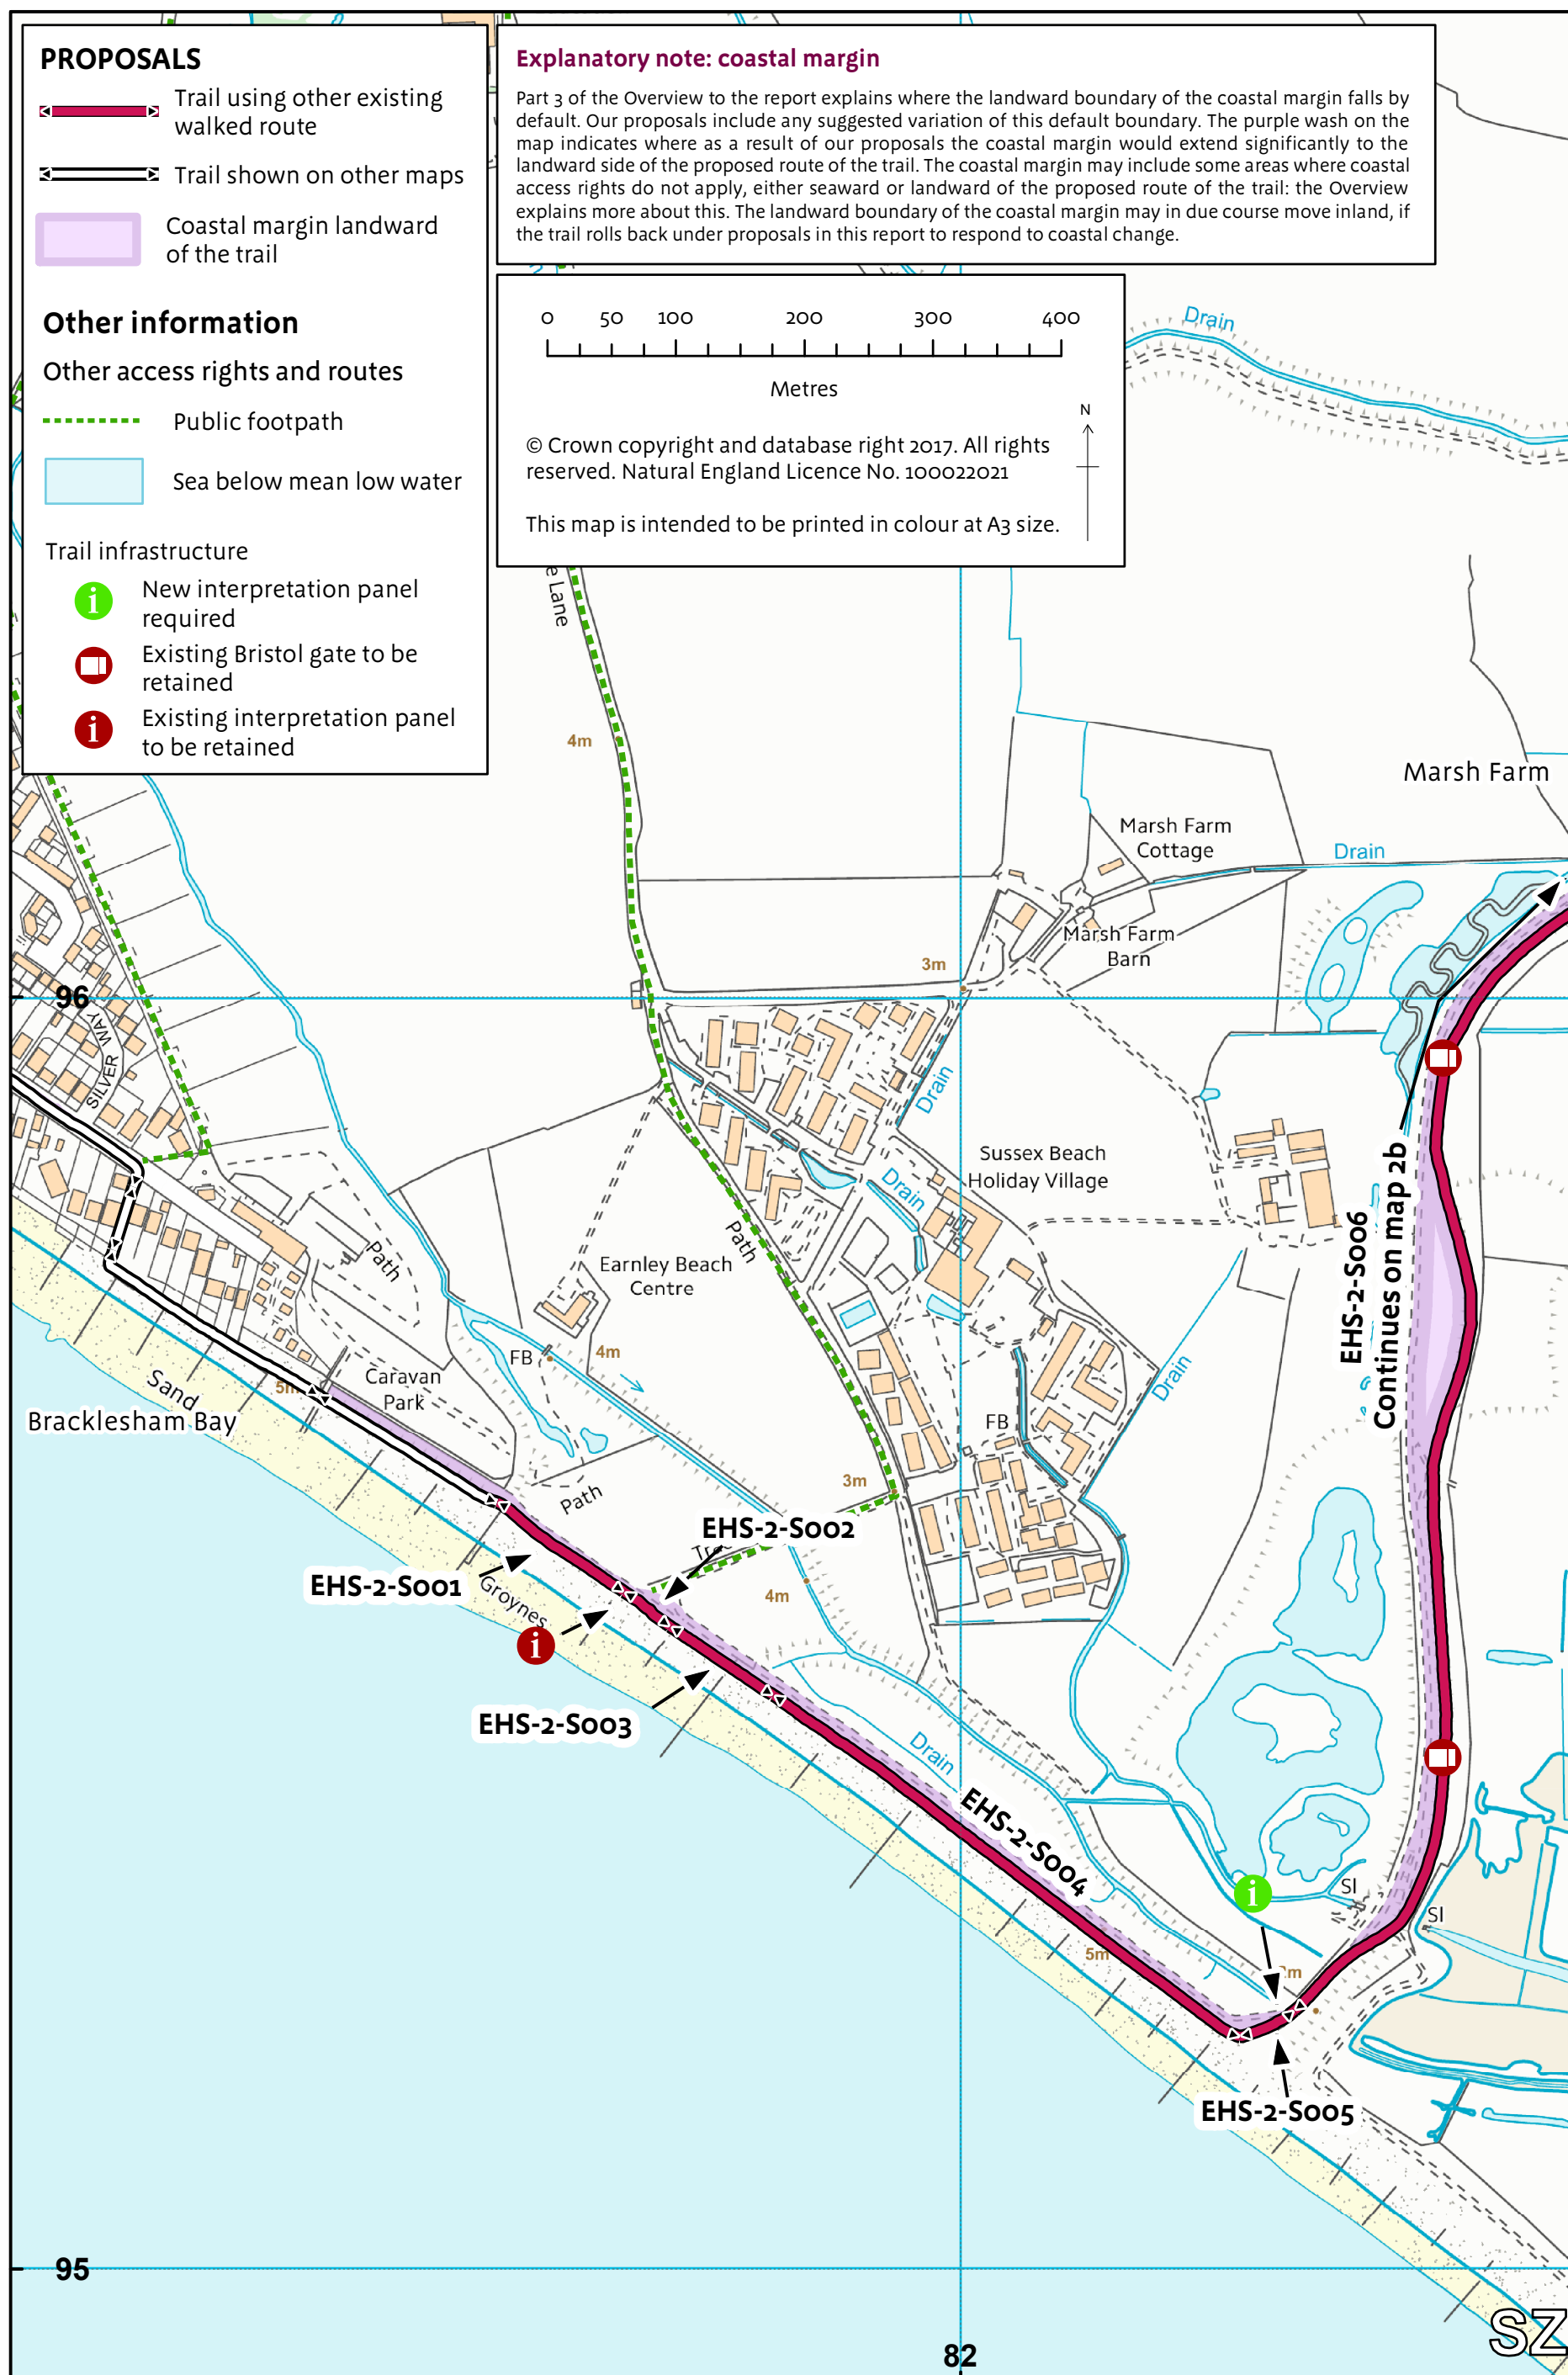 PROPOSALS
Trail using other existing
walked route
Trail shown on other maps
Coastal margin landward
of the trail
Other information
Other access rights and routes
Public footpath
Sea below mean low water
Trail infrastructure
New interpretation panel
required
Existing Bristol gate to be
retained
Existing interpretation panel
to be retained
Explanatory note: coastal margin
Part 3 of the Overview to the report explains where the landward boundary of the coastal margin falls by
default. Our proposals include any suggested variation of this default boundary. The purple wash on the
map indicates where as a result of our proposals the coastal margin would extend significantly to the
landward side of the proposed route of the trail. The coastal margin may include some areas where coastal
access rights do not apply, either seaward or landward of the proposed route of the trail: the Overview
explains more about this. The landward boundary of the coastal margin may in due course move inland, if
the trail rolls back under proposals in this report to respond to coastal change.
0 50 100 200 300 400
Metres
N
© Crown copyright and database right 2017. All rights
reserved. Natural England Licence No. 100022021
This map is intended to be printed in colour at A3 size.
Drain
e Lane
4m
Marsh Farm
Marsh Farm
Cottage
Drain
Marsh Farm
Barn
3m
96
SILVER WAY
Drain
Sussex Beach
Holiday Village
Drain
Path
Path
Earnley Beach
Centre
EHS-2-S006
Continues on map 2b
FB
4m
Drain
Caravan
Park
5m
Sand
Bracklesham Bay
FB
3m
Path
EHS-2-S002
EHS-2-S001
Groynes
4m
i
EHS-2-S003
Drain
EHS-2-S004
i
SI
SI
5m
EHS-2-S005
95
82
SZ